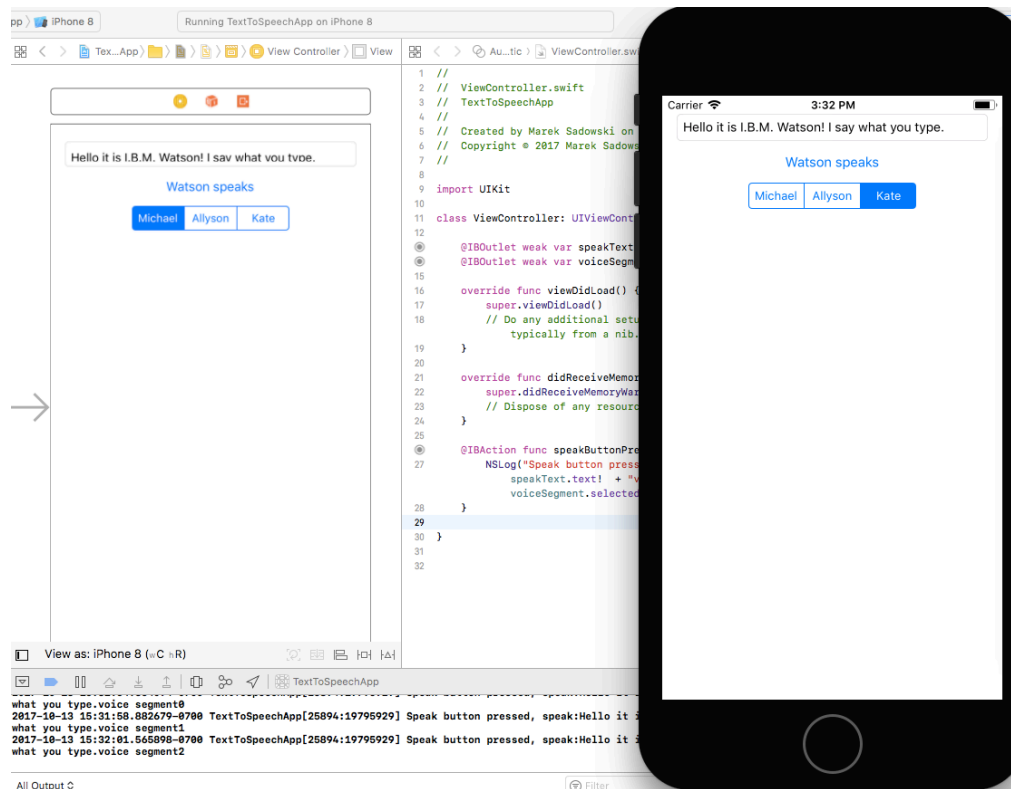 pp
iPhone 8
Running TextToSpeechApp on iPhone 8
Tex...App
View Controller
View
Au...tic
ViewController.swi
Hello it is I.B.M. Watson! I say what you type.
Watson speaks
Michael
Allyson
Kate
1 //
2 // ViewController.swift
3 // TextToSpeechApp
4 //
5 // Created by Marek Sadowski on
6 // Copyright © 2017 Marek Sadows
7 //
8
9 import UIKit
10
11 class ViewController: UIViewCont
12
@IBOutlet weak var speakText
@IBOutlet weak var voiceSegm
15
16 override func viewDidLoad() {
17 super.viewDidLoad()
18 // Do any additional setu
typically from a nib.
19 }
20
21 override func didReceiveMemor
22 super.didReceiveMemoryWar
23 // Dispose of any resourc
24 }
25
@IBAction func speakButtonPre
27 NSLog("Speak button press
speakText.text! + "v
voiceSegment.selected
28 }
29
30 }
31
32
Carrier
3:32 PM
Hello it is I.B.M. Watson! I say what you type.
Watson speaks
Michael
Allyson
Kate
View as: iPhone 8 (wC hR)
TextToSpeechApp
what you type.voice segment0
2017-10-13 15:31:58.882679-0700 TextToSpeechApp[25894:19795929] Speak button pressed, speak:Hello it i
what you type.voice segment1
2017-10-13 15:32:01.565898-0700 TextToSpeechApp[25894:19795929] Speak button pressed, speak:Hello it i
what you type.voice segment2
All Output
Filter